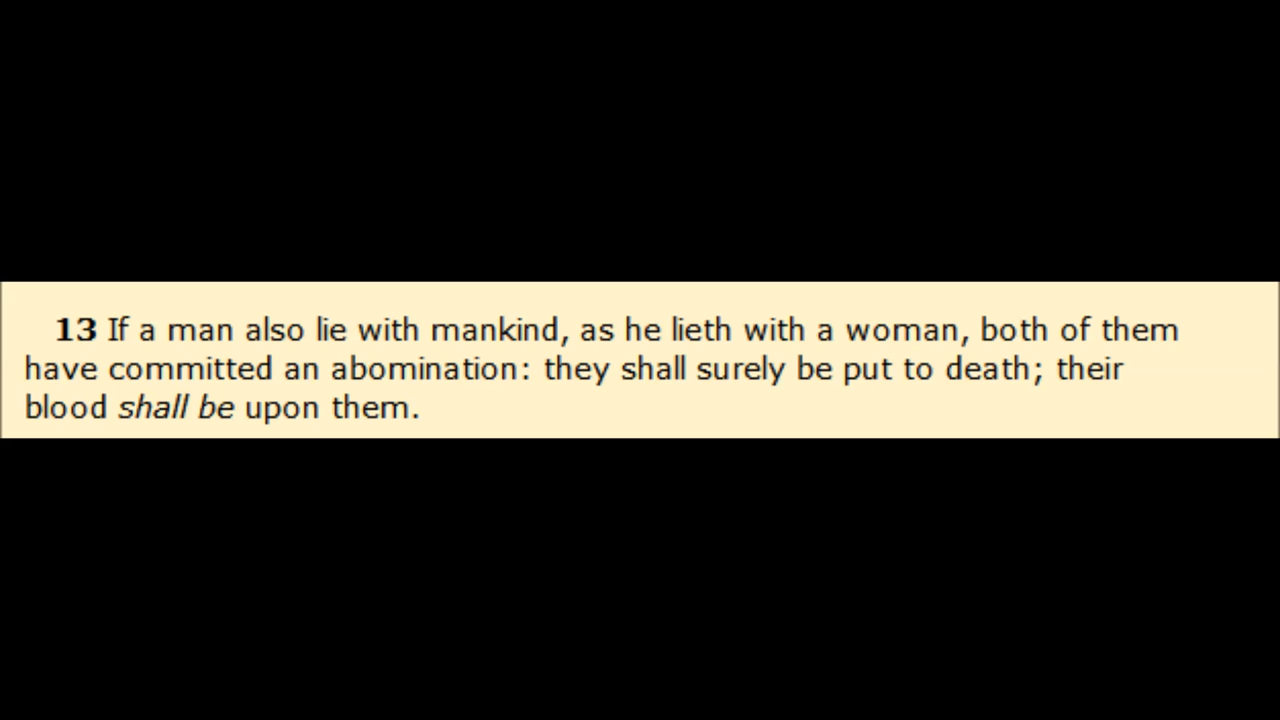 13 If a man also lie with mankind, as he lieth with a woman, both of them
have committed an abomination: they shall surely be put to death; their
blood shall be upon them.